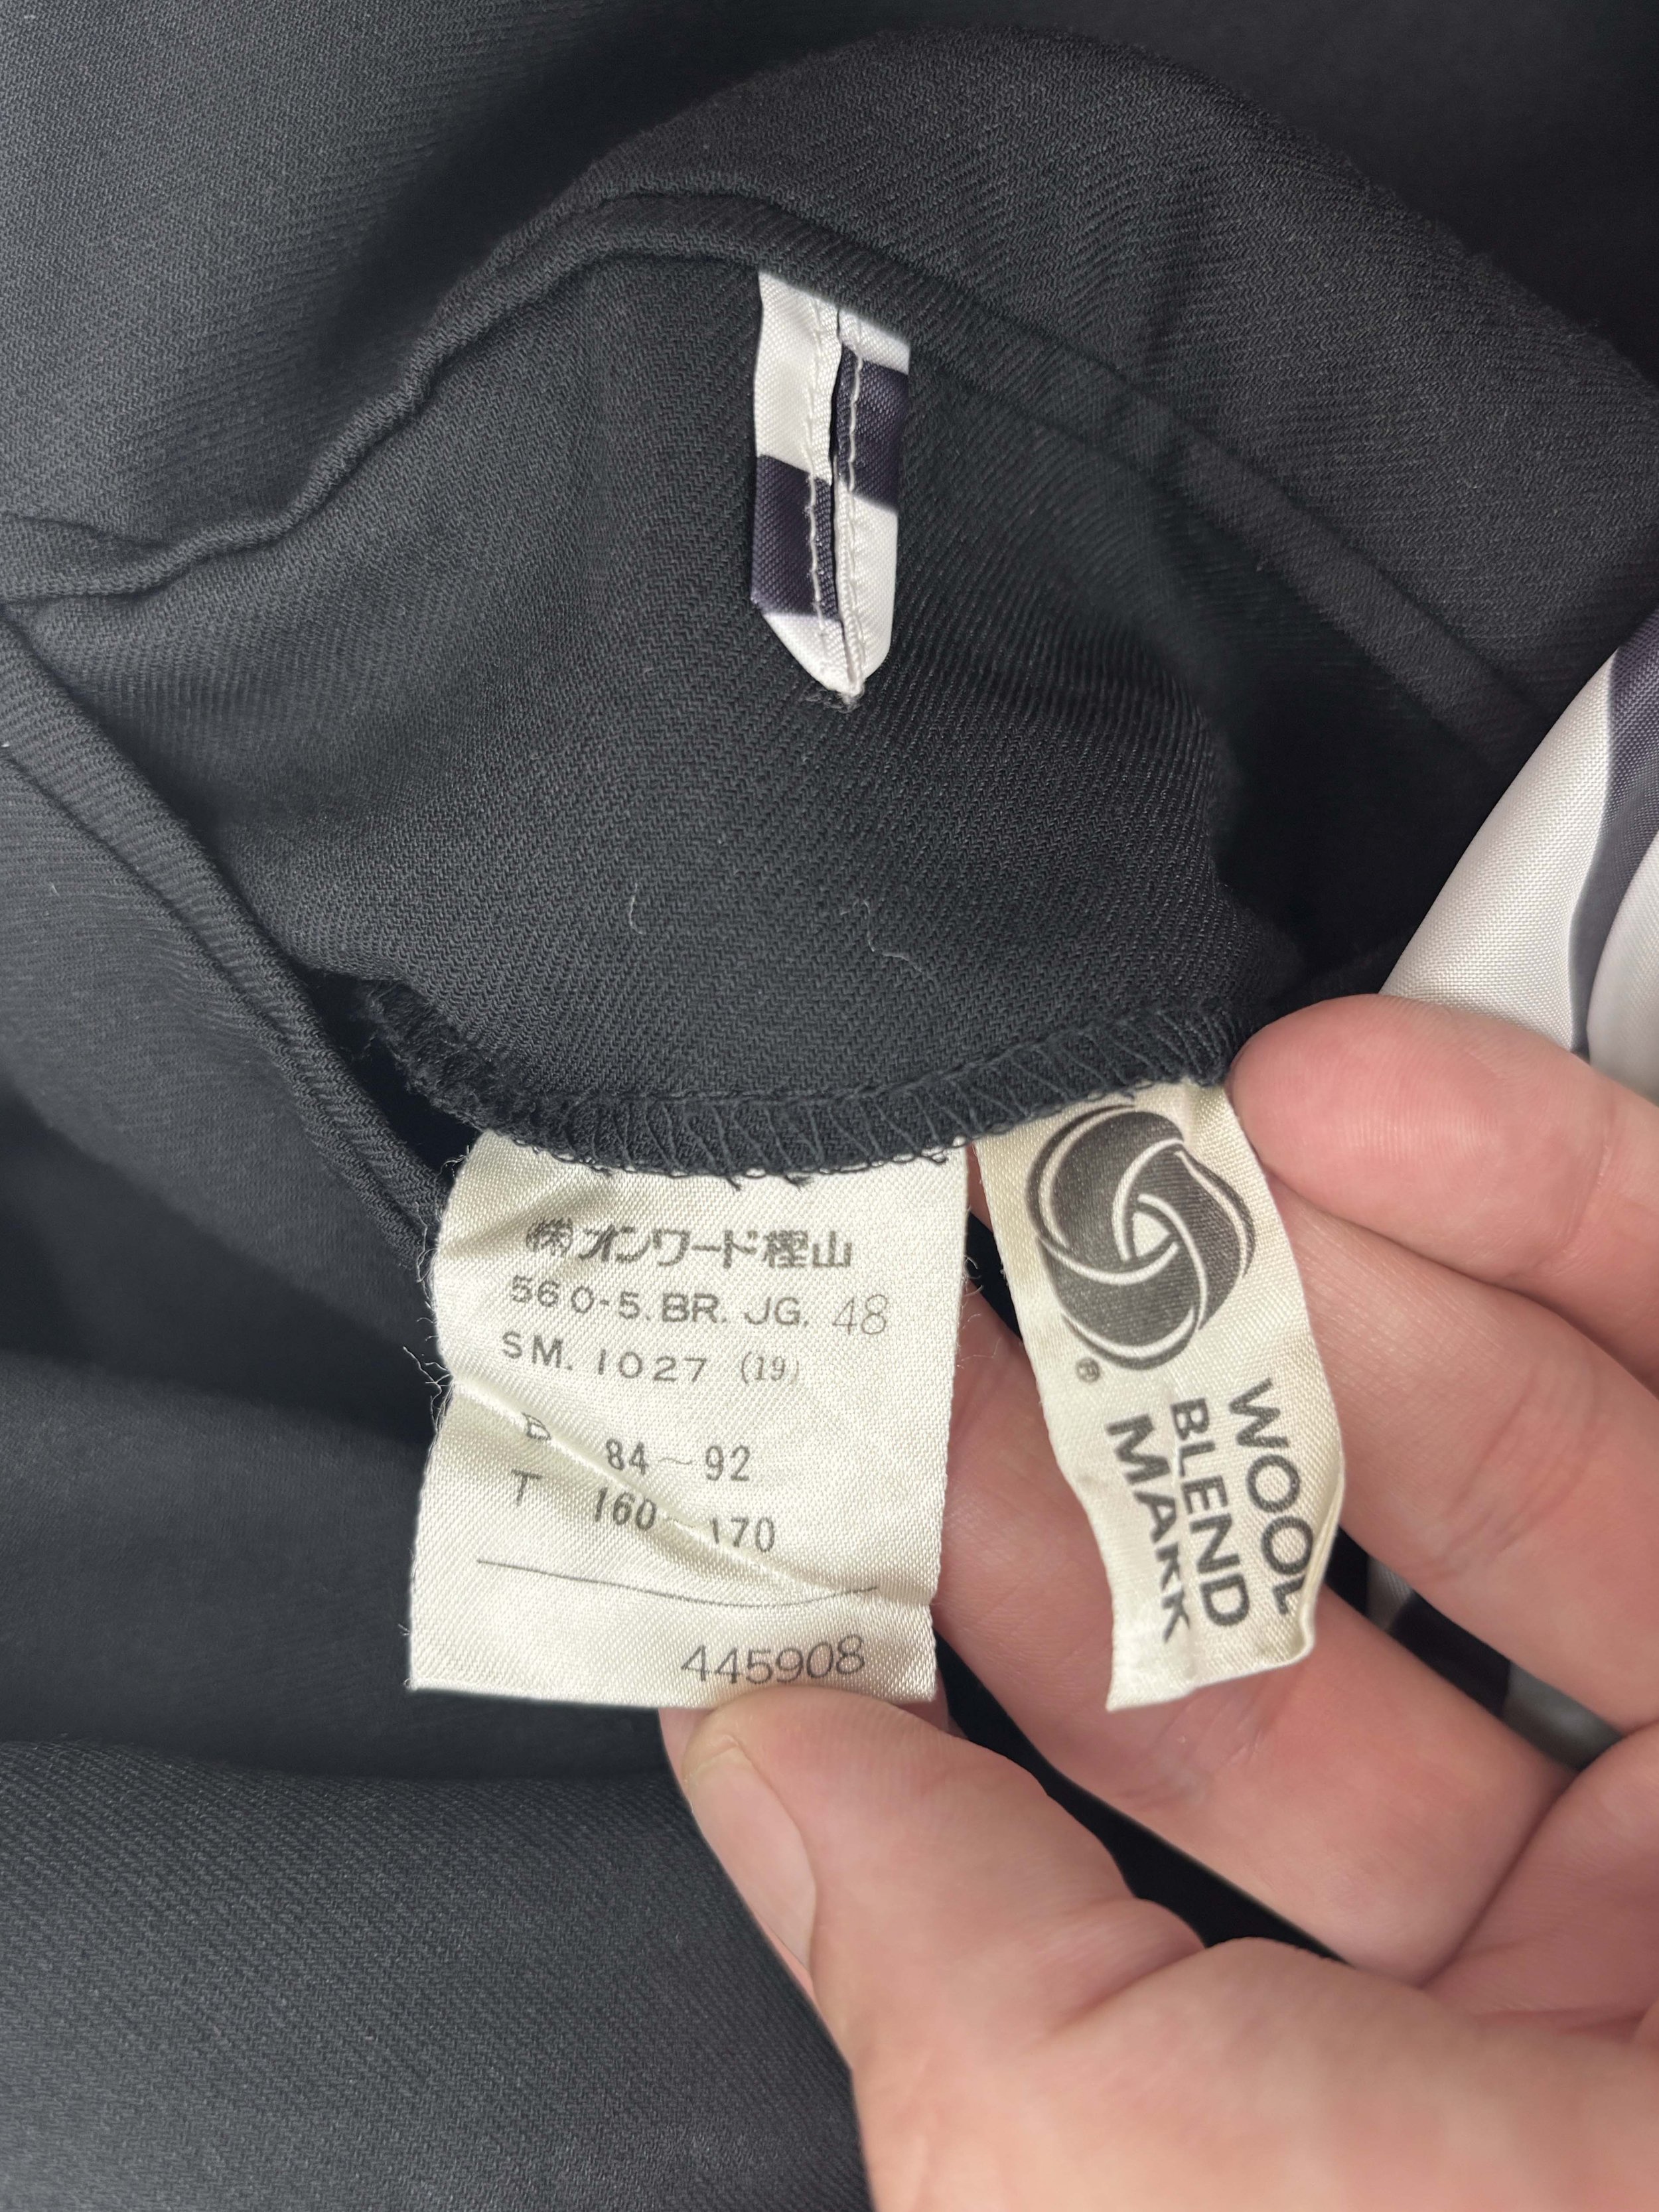 ㈱オンワード樫山
560-5.BR.JG. 48
SM. 1027 (19)
B 84~92
T 160~170
445908
®
WOOL
BLEND
MARK